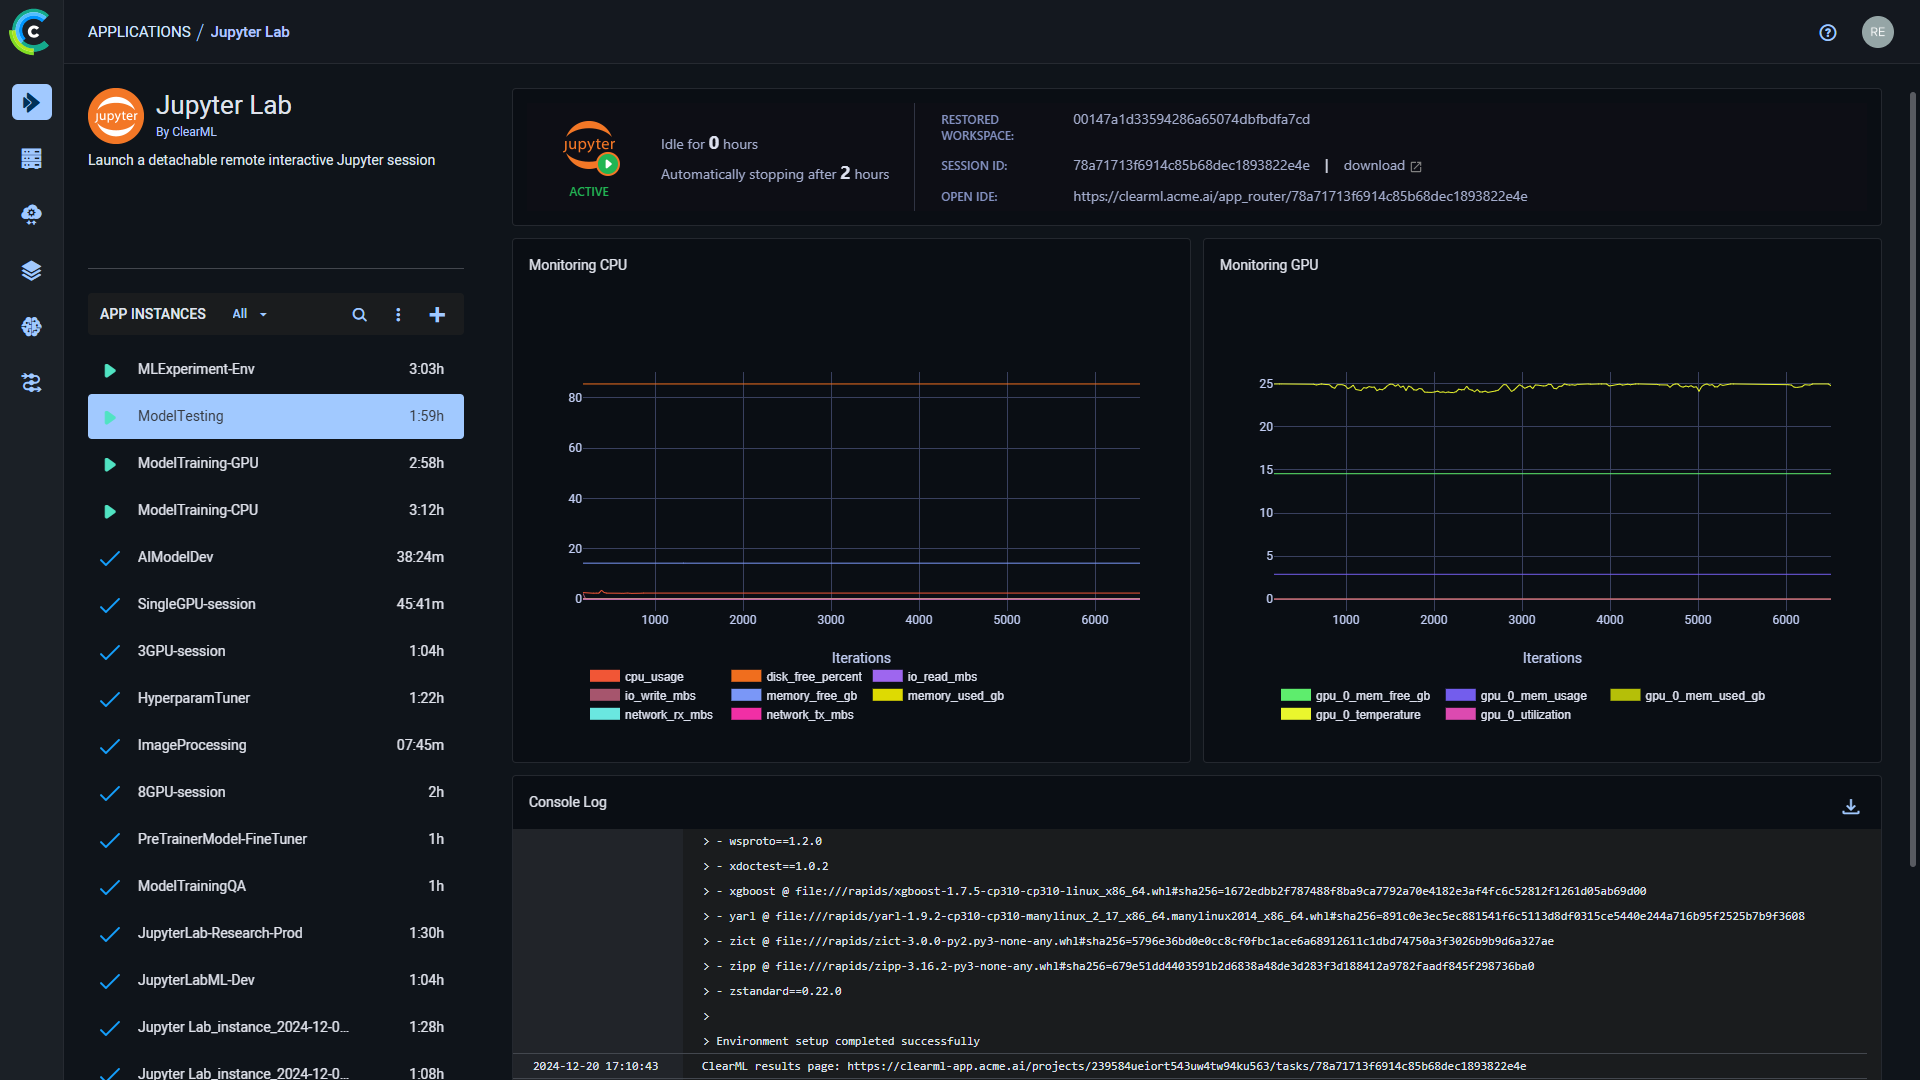 APPLICATIONS / Jupyter Lab
RE
jupyter
Jupyter Lab
By ClearML
Launch a detachable remote interactive Jupyter session
APP INSTANCES All
MLExperiment-Env 3:03h
ModelTesting 1:59h
ModelTraining-GPU 2:58h
ModelTraining-CPU 3:12h
AIModelDev 38:24m
SingleGPU-session 45:41m
3GPU-session 1:04h
HyperparamTuner 1:22h
ImageProcessing 07:45m
8GPU-session 2h
PreTrainerModel-FineTuner 1h
ModelTrainingQA 1h
JupyterLab-Research-Prod 1:30h
JupyterLabML-Dev 1:04h
Jupyter Lab_instance_2024-12-0... 1:28h
Jupyter Lab_instance_2024-12-0... 1:08h
jupyter
ACTIVE
Idle for 0 hours
Automatically stopping after 2 hours
RESTORED WORKSPACE: 00147a1d33594286a65074dbfbdfa7cd
SESSION ID: 78a71713f6914c85b68dec1893822e4e | download
OPEN IDE: https://clearml.acme.ai/app_router/78a71713f6914c85b68dec1893822e4e
Monitoring CPU
80
60
40
20
0
1000 2000 3000 4000 5000 6000
Iterations
cpu_usage disk_free_percent io_read_mbs
io_write_mbs memory_free_gb memory_used_gb
network_rx_mbs network_tx_mbs
Monitoring GPU
25
20
15
10
5
0
1000 2000 3000 4000 5000 6000
Iterations
gpu_0_mem_free_gb gpu_0_mem_usage gpu_0_mem_used_gb
gpu_0_temperature gpu_0_utilization
Console Log
> - wsproto==1.2.0
> - xdoctest==1.0.2
> - xgboost @ file:///rapids/xgboost-1.7.5-cp310-cp310-linux_x86_64.whl#sha256=1672edbb2f787488f8ba9ca7792a70e4182e3af4fc6c52812f1261d05ab69d00
> - yarl @ file:///rapids/yarl-1.9.2-cp310-cp310-manylinux_2_17_x86_64.manylinux2014_x86_64.whl#sha256=891c0e3ec5ec881541f6c5113d8df0315ce5440e244a716b95f2525b7b9f3608
> - zict @ file:///rapids/zict-3.0.0-py2.py3-none-any.whl#sha256=5796e36bd0e0cc8cf0fbc1ace6a68912611c1dbd74750a3f3026b9b9d6a327ae
> - zipp @ file:///rapids/zipp-3.16.2-py3-none-any.whl#sha256=679e51dd4403591b2d6838a48de3d283f3d188412a9782faadf845f298736ba0
> - zstandard==0.22.0
>
> Environment setup completed successfully
2024-12-20 17:10:43 ClearML results page: https://clearml-app.acme.ai/projects/239584ueiort543uw4tw94ku563/tasks/78a71713f6914c85b68dec1893822e4e